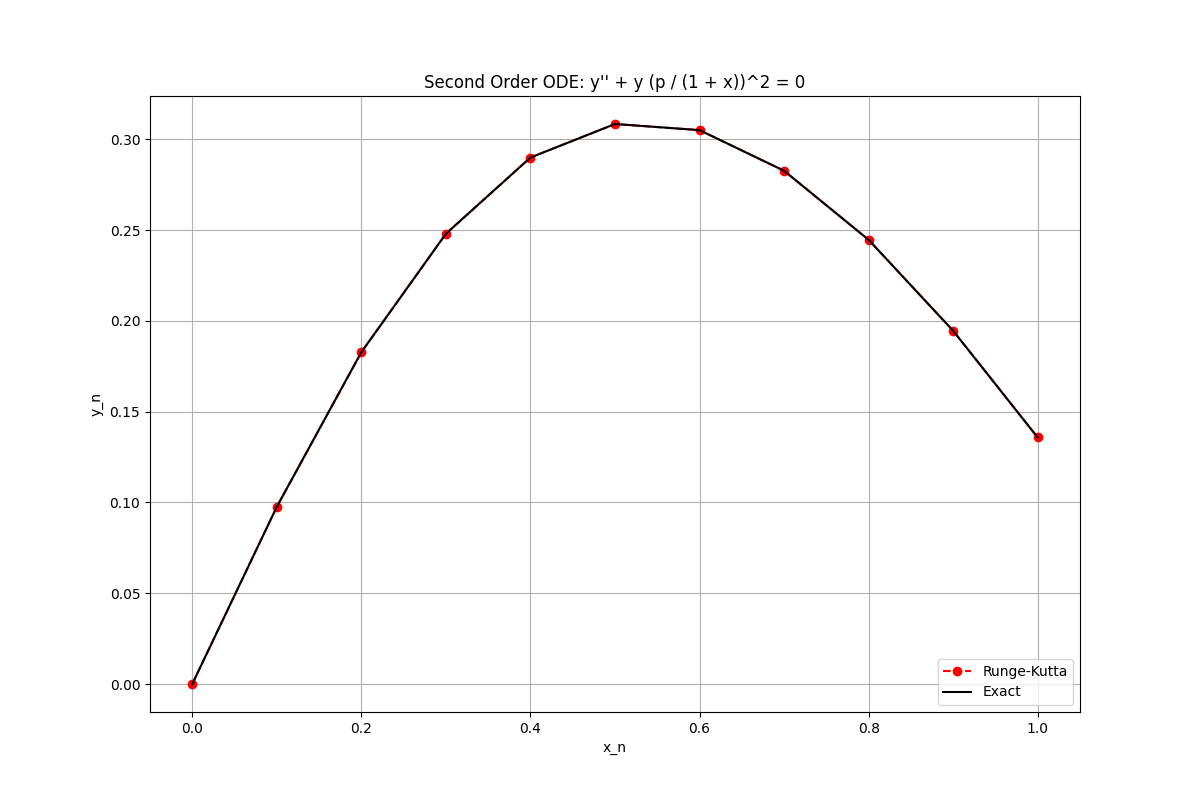 Second Order ODE: y'' + y (p / (1 + x))^2 = 0
0.30
0.25
0.20
0.15
0.10
0.05
0.00
y_n
0.0 0.2 0.4 0.6 0.8 1.0
x_n
Runge-Kutta
Exact